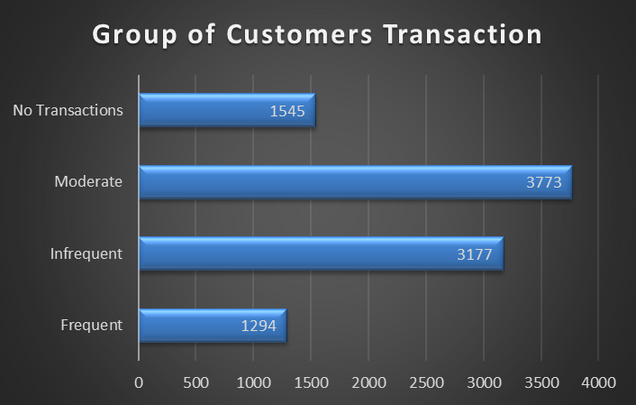 Group of Customers Transaction
No Transactions 1545
Moderate 3773
Infrequent 3177
Frequent 1294
0 500 1000 1500 2000 2500 3000 3500 4000